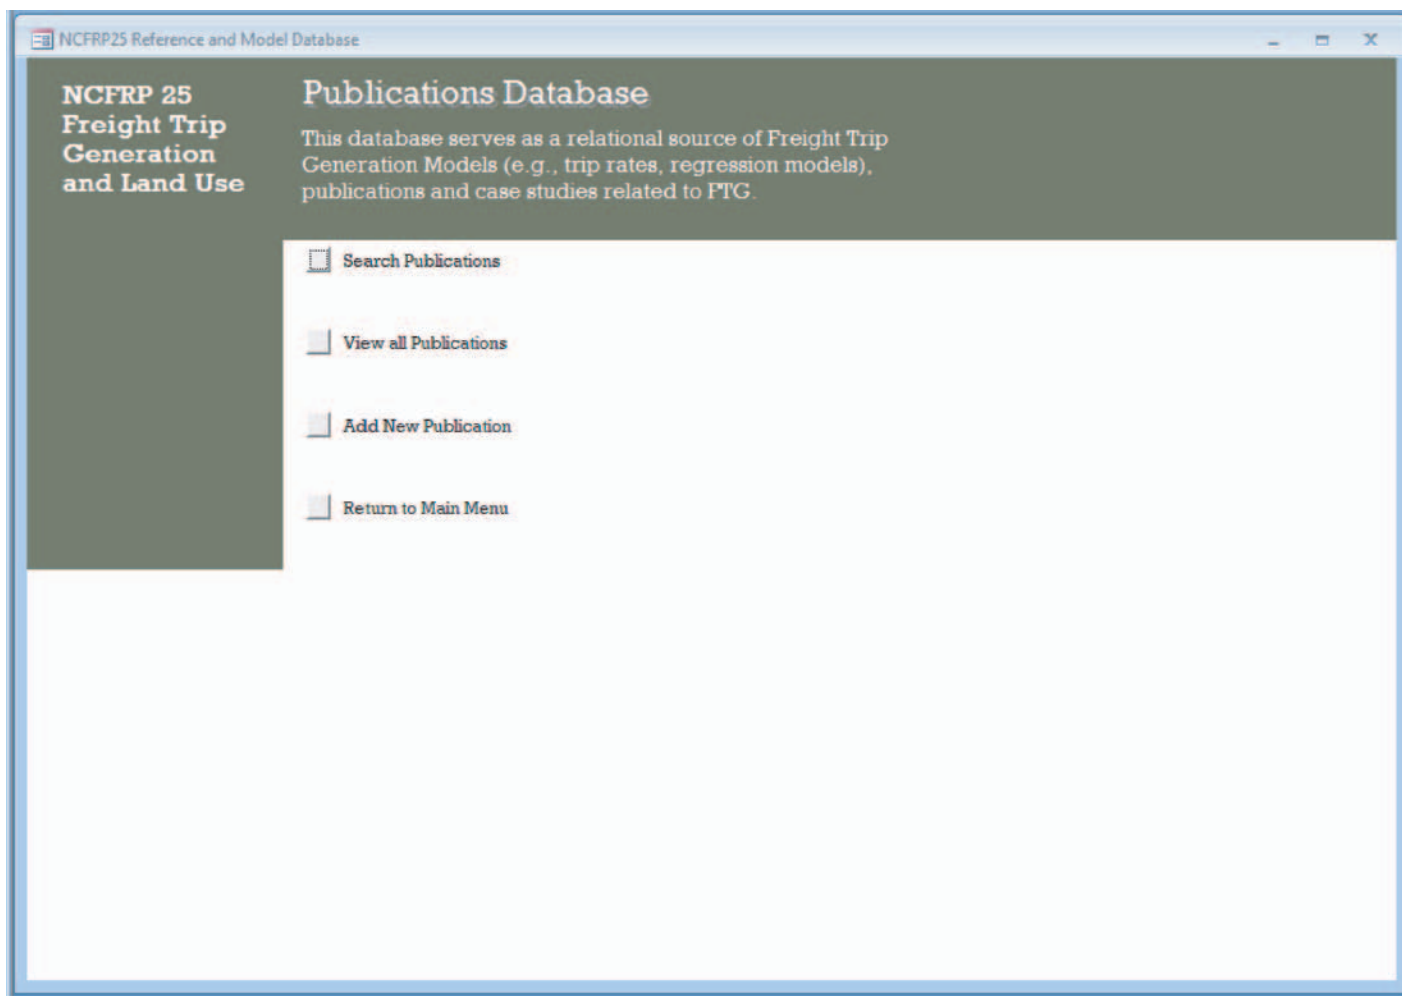 NCFRP25 Reference and Model Database
NCFRP 25
Freight Trip
Generation
and Land Use
Publications Database
This database serves as a relational source of Freight Trip
Generation Models (e.g., trip rates, regression models),
publications and case studies related to FTG.
Search Publications
View all Publications
Add New Publication
Return to Main Menu